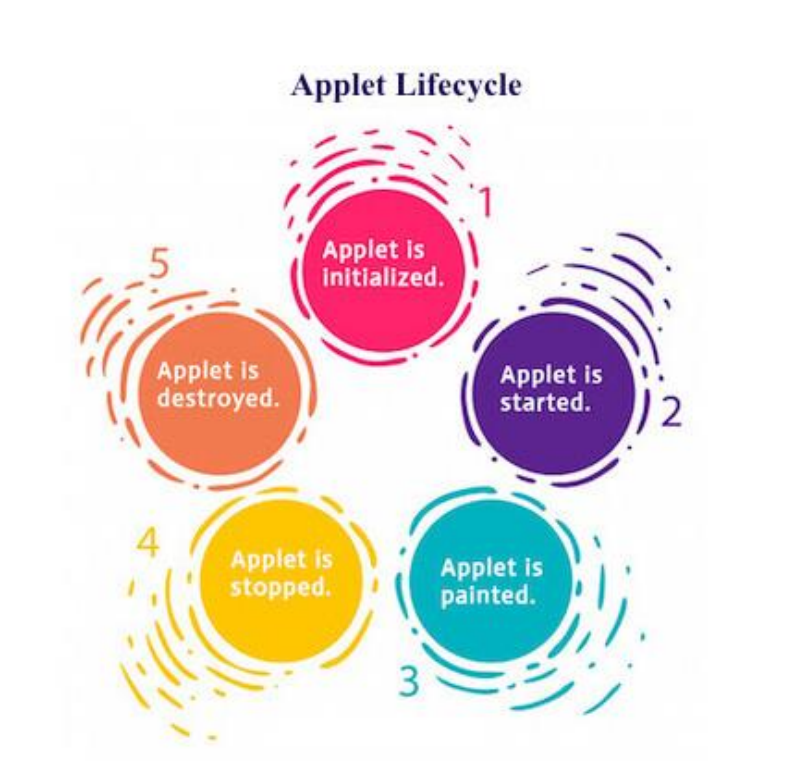 Applet Lifecycle
1
Applet is
initialized.
2
Applet is
started.
3
Applet is
painted.
4
Applet is
stopped.
5
Applet is
destroyed.